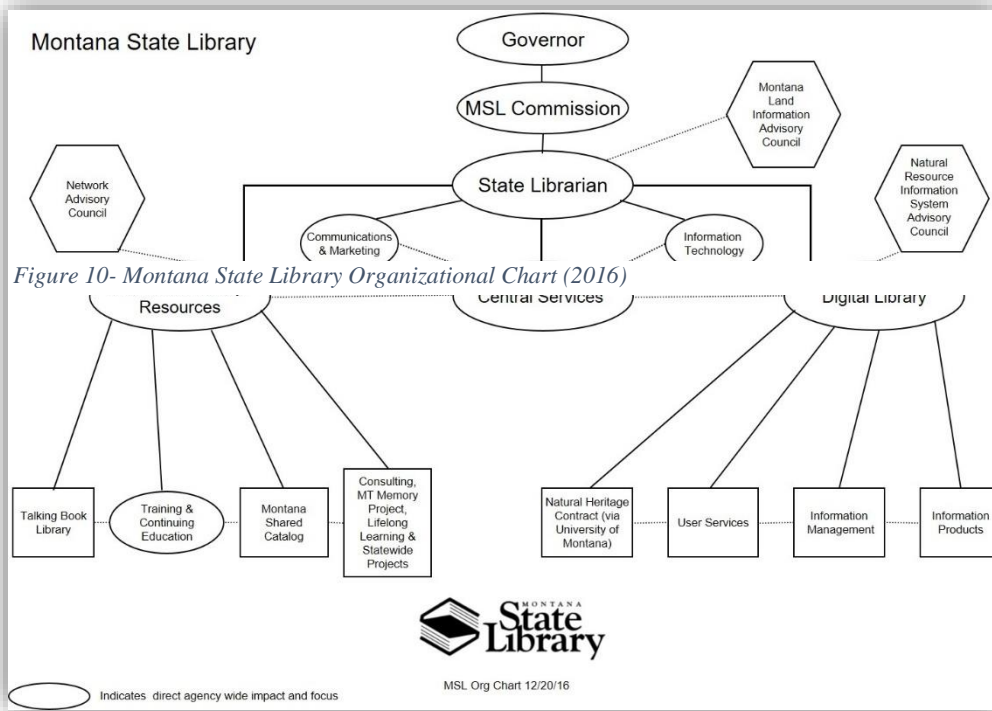 Montana State Library
Governor
MSL Commission
State Librarian
Montana
Land
Information
Advisory
Council
Network
Advisory
Council
Natural
Resource
Information
System
Advisory
Council
Communications
& Marketing
Information
Technology
Figure 10- Montana State Library Organizational Chart (2016)
Resources
Central Services
Digital Library
Talking Book
Library
Training &
Continuing
Education
Montana
Shared
Catalog
Consulting,
MT Memory
Project,
Lifelong
Learning &
Statewide
Projects
Natural Heritage
Contract (via
University of
Montana)
User Services
Information
Management
Information
Products
MONTANA
State
Library
MSL Org Chart 12/20/16
Indicates direct agency wide impact and focus